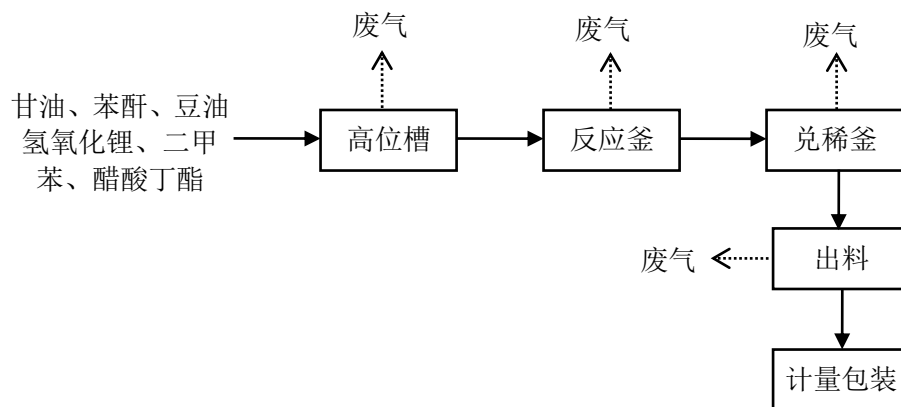 废气
废气
废气
甘油、苯酐、豆油
氢氧化锂、二甲
苯、醋酸丁酯
高位槽
反应釜
兑稀釜
废气
出料
计量包装